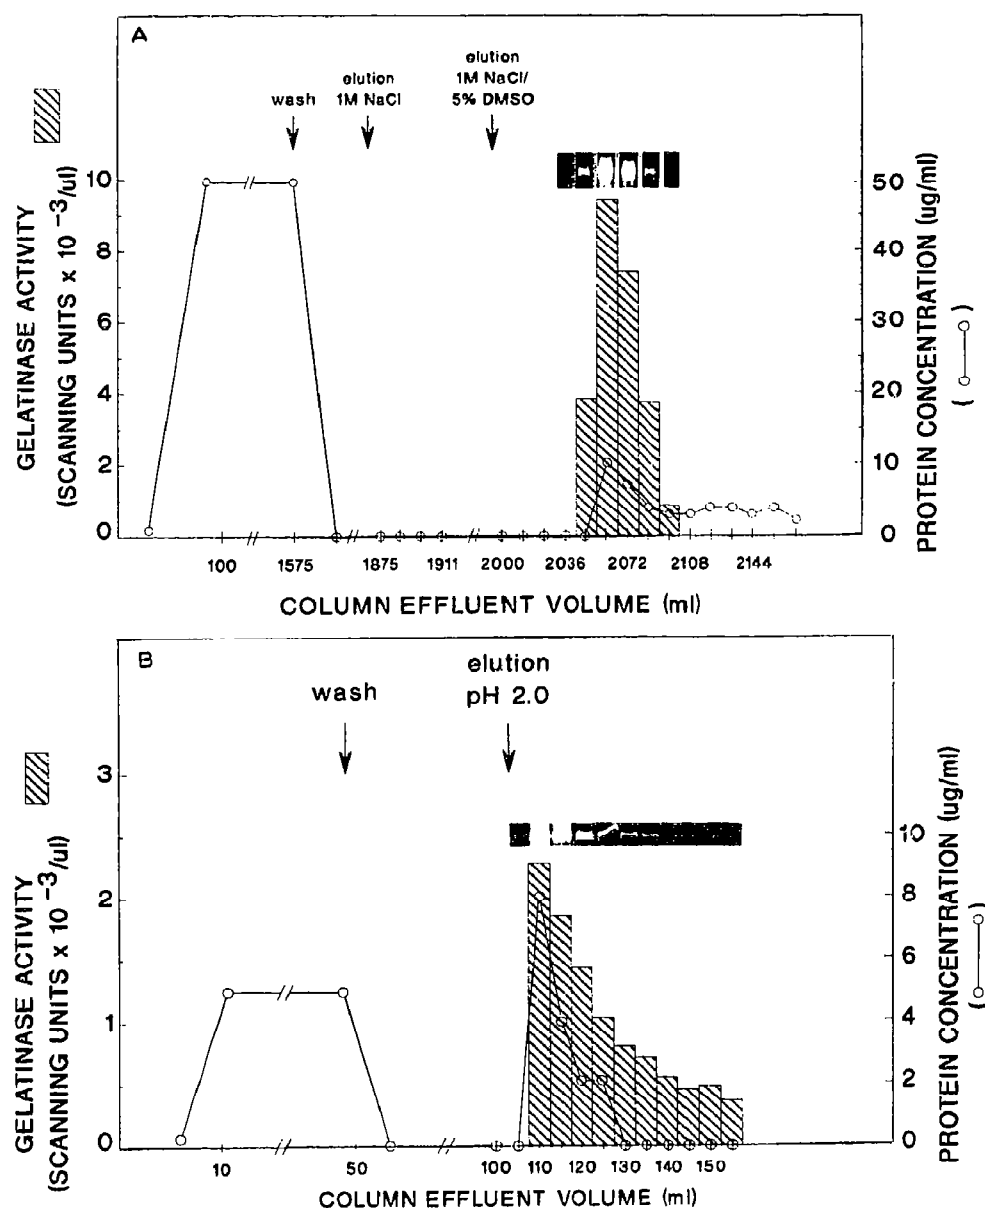 A
elution
1M NaCl/
5% DMSO
elution
1M NaCl
wash
GELATINASE ACTIVITY
(SCANNING UNITS x 10 -3/ul)
10
8
6
4
2
0
50
40
30
20
10
0
PROTEIN CONCENTRATION (ug/ml)
( )
100 1575 1875 1911 2000 2036 2072 2108 2144
COLUMN EFFLUENT VOLUME (ml)
B
elution
pH 2.0
wash
GELATINASE ACTIVITY
(SCANNING UNITS x 10 -3/ul)
3
2
1
0
10
8
6
4
2
0
PROTEIN CONCENTRATION (ug/ml)
( )
10 50 100 110 120 130 140 150
COLUMN EFFLUENT VOLUME (ml)